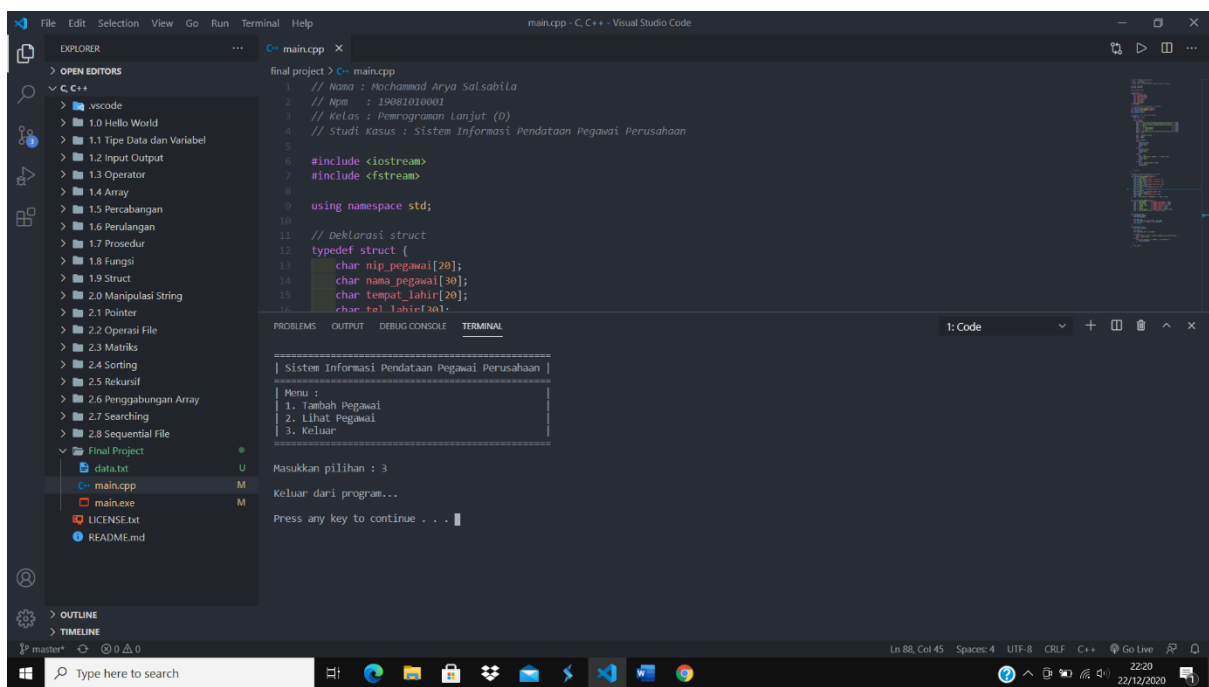 File Edit Selection View Go Run Terminal Help
main.cpp - C, C++ - Visual Studio Code
EXPLORER
OPEN EDITORS
C, C++
.vscode
1.0 Hello World
1.1 Tipe Data dan Variabel
1.2 Input Output
1.3 Operator
1.4 Array
1.5 Percabangan
1.6 Perulangan
1.7 Prosedur
1.8 Fungsi
1.9 Struct
2.0 Manipulasi String
2.1 Pointer
2.2 Operasi File
2.3 Matriks
2.4 Sorting
2.5 Rekursif
2.6 Penggabungan Array
2.7 Searching
2.8 Sequential File
FInal Project
data.txt U
main.cpp M
main.exe M
LICENSE.txt
README.md
OUTLINE
TIMELINE
main.cpp
final project > main.cpp
1 // Nama : Mochammad Arya Salsabila
2 // Npm : 19081010001
3 // Kelas : Pemrograman Lanjut (D)
4 // Studi Kasus : Sistem Informasi Pendataan Pegawai Perusahaan
5
6 #include <iostream>
7 #include <fstream>
8
9 using namespace std;
10
11 // Deklarasi struct
12 typedef struct {
13 char nip_pegawai[20];
14 char nama_pegawai[30];
15 char tempat_lahir[20];
16 char tgl_lahir[30];
PROBLEMS OUTPUT DEBUG CONSOLE TERMINAL
1: Code
==================================================
| Sistem Informasi Pendataan Pegawai Perusahaan |
==================================================
| Menu : |
| 1. Tambah Pegawai |
| 2. Lihat Pegawai |
| 3. Keluar |
==================================================
Masukkan pilihan : 3
Keluar dari program...
Press any key to continue . . .
master* 0 0
Ln 88, Col 45 Spaces: 4 UTF-8 CRLF C++ Go Live
Type here to search
22:20
22/12/2020